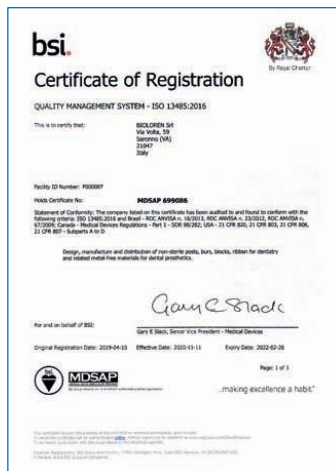 bsi.
By Royal Charter
Certificate of Registration
QUALITY MANAGEMENT SYSTEM - ISO 13485:2016
This is to certify that:
BIOLOREN Srl
Via Volta, 59
Saronno (VA)
21047
Italy
Facility ID Number: F000087
Holds Certificate No:
MDSAP 699086
Statement of Conformity: The company listed on this certificate has been audited to and found to conform with the
following criteria: ISO 13485:2016 and Brazil - RDC ANVISA n. 16/2013, RDC ANVISA n. 23/2012, RDC ANVISA n.
67/2009; Canada - Medical Devices Regulations - Part 1 - SOR 98/282; USA - 21 CFR 820, 21 CFR 803, 21 CFR 806,
21 CFR 807 - Subparts A to D
Design, manufacture and distribution of non-sterile posts, burs, blocks, ribbon for dentistry
and related metal-free materials for dental prosthetics.
Gary E Slack
For and on behalf of BSI:
Gary E Slack, Senior Vice President - Medical Devices
Original Registration Date: 2019-04-10
Effective Date: 2020-11-11
Expiry Date: 2022-02-26
Page: 1 of 1
MDSAP
...making excellence a habit.